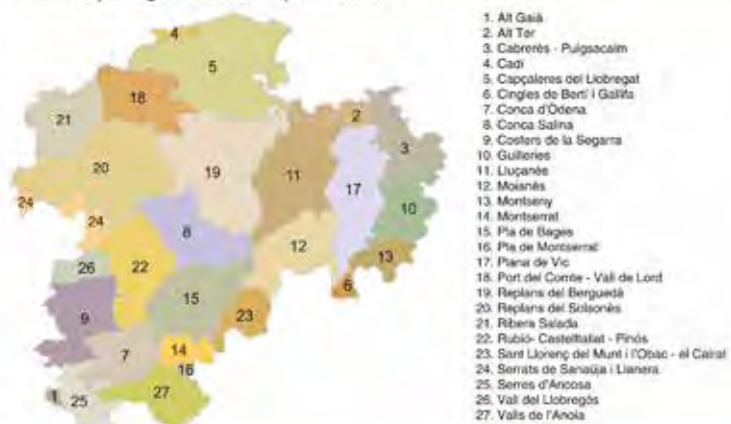 1. Alt Gaià
2. Alt Ter
3. Cabrerès - Puigsacalm
4. Cadí
5. Capçaleres del Llobregat
6. Cingles de Bertí i Gallifa
7. Conca d'Òdena
8. Conca Salina
9. Costers de la Segarra
10. Guilleries
11. Lluçanès
12. Moianès
13. Montseny
14. Montserrat
15. Pla de Bages
16. Pla de Montserrat
17. Plana de Vic
18. Port del Comte - Vall de Lord
19. Replans del Berguedà
20. Replans del Solsonès
21. Ribera Salada
22. Rubió- Castelltallat - Pinós
23. Sant Llorenç del Munt i l'Obac - el Cairat
24. Serrats de Sanaüja i Llanera
25. Serres d'Ancosa
26. Vall del Llobregós
27. Valls de l'Anoia
4
5
18
21
2
3
20
19
11
17
24
10
24
8
12
13
26
22
6
15
9
23
7
14
16
27
1
25